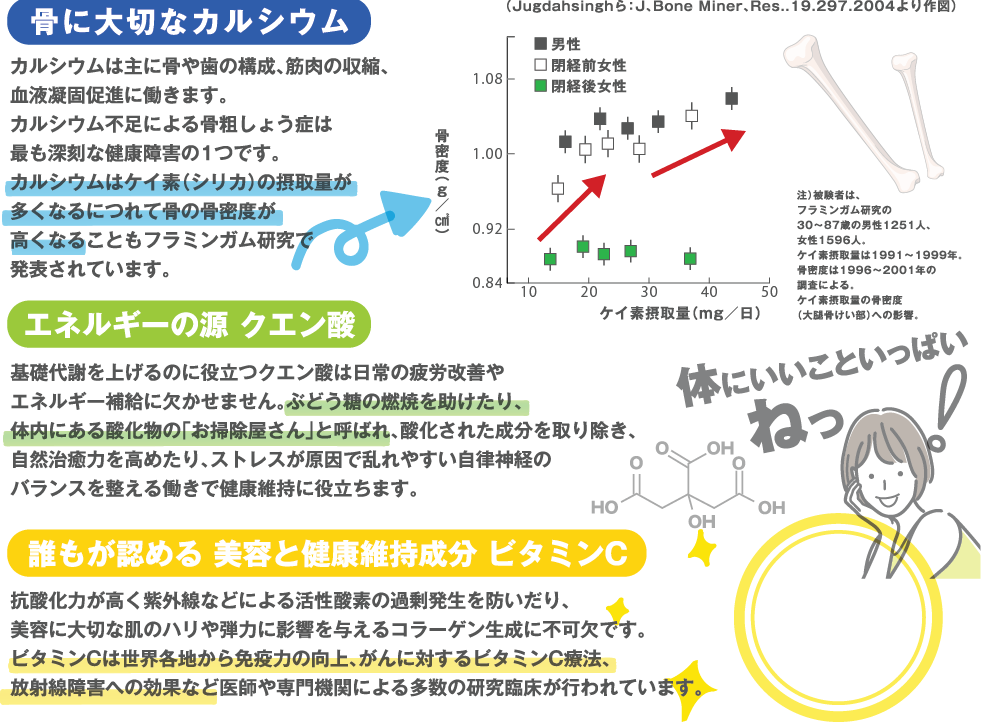 骨に大切なカルシウム
カルシウムは主に骨や歯の構成、筋肉の収縮、
血液凝固促進に働きます。
カルシウム不足による骨粗しょう症は
最も深刻な健康障害の1つです。
カルシウムはケイ素(シリカ)の摂取量が
多くなるにつれて骨の骨密度が
高くなることもフラミンガム研究で
発表されています。
(Jugdahsinghら:J、Bone Miner、Res..19.297.2004より作図)
男性
閉経前女性
閉経後女性
骨密度(g/㎠)
1.08
1.00
0.92
0.84
10 20 30 40 50
ケイ素摂取量(mg/日)
注)被験者は、
フラミンガム研究の
30~87歳の男性1251人、
女性1596人.
ケイ素摂取量は1991~1999年.
骨密度は1996~2001年の
調査による.
ケイ素摂取量の骨密度
(大腿骨けい部)への影響.
エネルギーの源 クエン酸
基礎代謝を上げるのに役立つクエン酸は日常の疲労改善や
エネルギー補給に欠かせません。ぶどう糖の燃焼を助けたり、
体内にある酸化物の「お掃除屋さん」と呼ばれ、酸化された成分を取り除き、
自然治癒力を高めたり、ストレスが原因で乱れやすい自律神経の
バランスを整える働きで健康維持に役立ちます。
体にいいこといっぱい
ねっ
!
O
OH
O
O
HO
OH
OH
誰もが認める 美容と健康維持成分 ビタミンC
抗酸化力が高く紫外線などによる活性酸素の過剰発生を防いだり、
美容に大切な肌のハリや弾力に影響を与えるコラーゲン生成に不可欠です。
ビタミンCは世界各地から免疫力の向上、がんに対するビタミンC療法、
放射線障害への効果など医師や専門機関による多数の研究臨床が行われています。